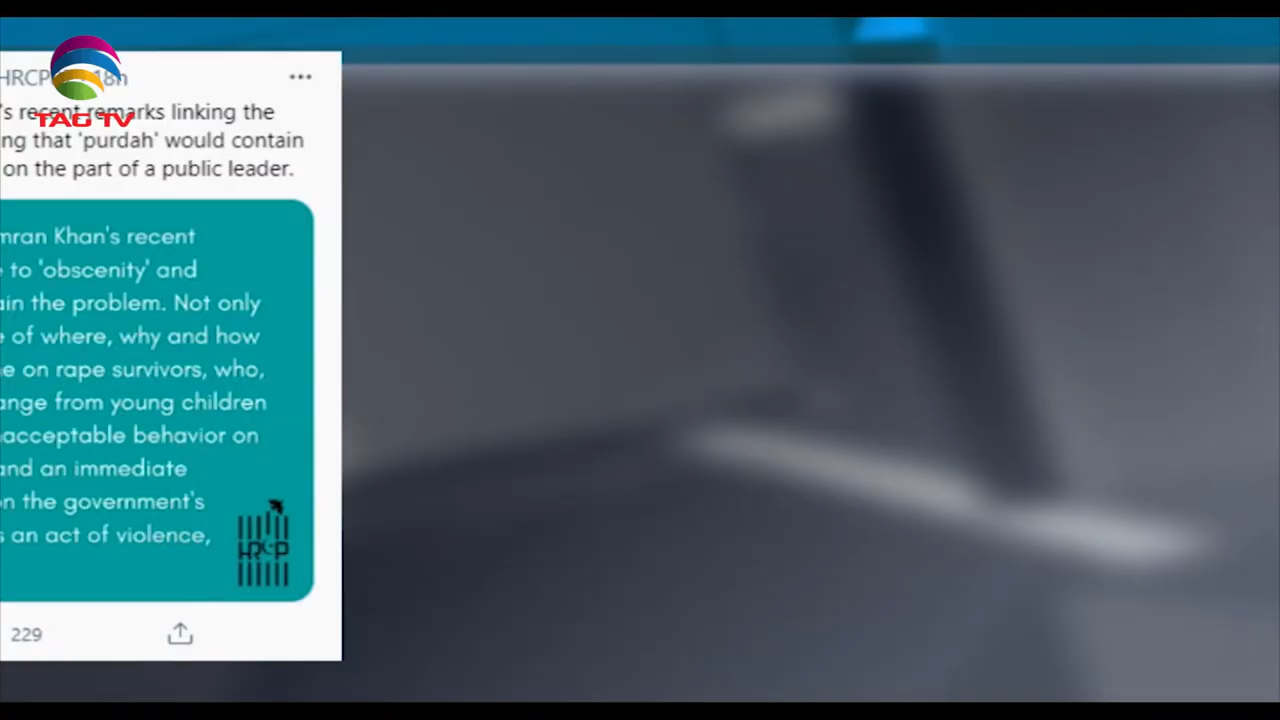 HRCP 18h
's recent remarks linking the
ng that 'purdah' would contain
on the part of a public leader.
mran Khan's recent
e to 'obscenity' and
ain the problem. Not only
e of where, why and how
e on rape survivors, who,
ange from young children
nacceptable behavior on
and an immediate
on the government's
s an act of violence,
HRCP
229
TAG TV